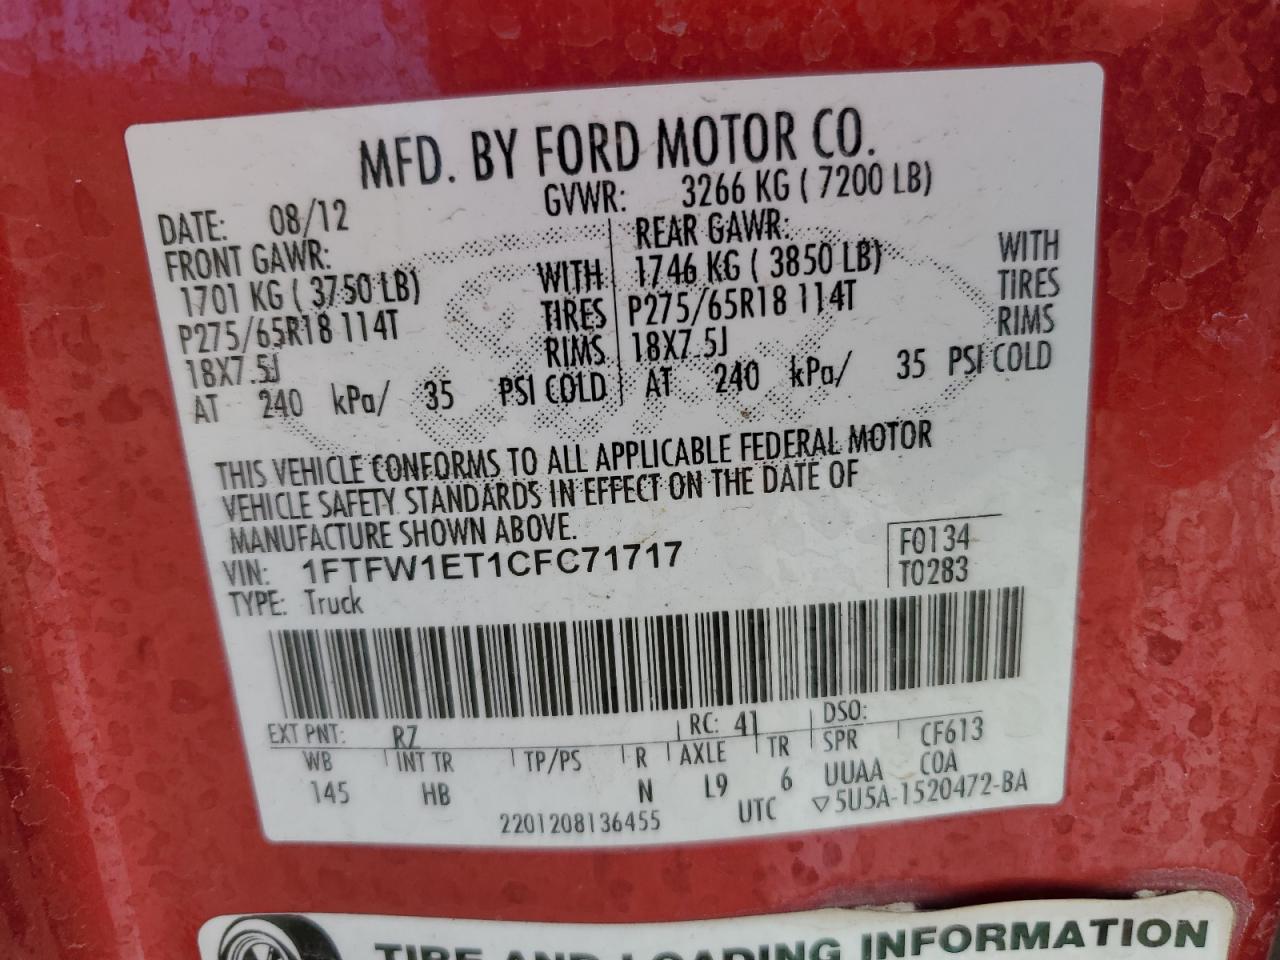 MFD. BY FORD MOTOR CO.
DATE: 08/12 GVWR: 3266 KG ( 7200 LB)
FRONT GAWR: REAR GAWR:
1701 KG ( 3750 LB) WITH 1746 KG ( 3850 LB) WITH
P275/65R18 114T TIRES P275/65R18 114T TIRES
18X7.5J RIMS 18X7.5J RIMS
AT 240 kPa/ 35 PSI COLD AT 240 kPa/ 35 PSI COLD
THIS VEHICLE CONFORMS TO ALL APPLICABLE FEDERAL MOTOR
VEHICLE SAFETY STANDARDS IN EFFECT ON THE DATE OF
MANUFACTURE SHOWN ABOVE.
VIN: 1FTFW1ET1CFC71717 F0134
TYPE: Truck T0283
EXT PNT: RZ RC: 41 DSO:
WB INT TR TP/PS R AXLE TR SPR CF613
145 HB N L9 6 UUAA COA
2201208136455 UTC ▽5U5A-1520472-BA
TIRE AND LOADING INFORMATION